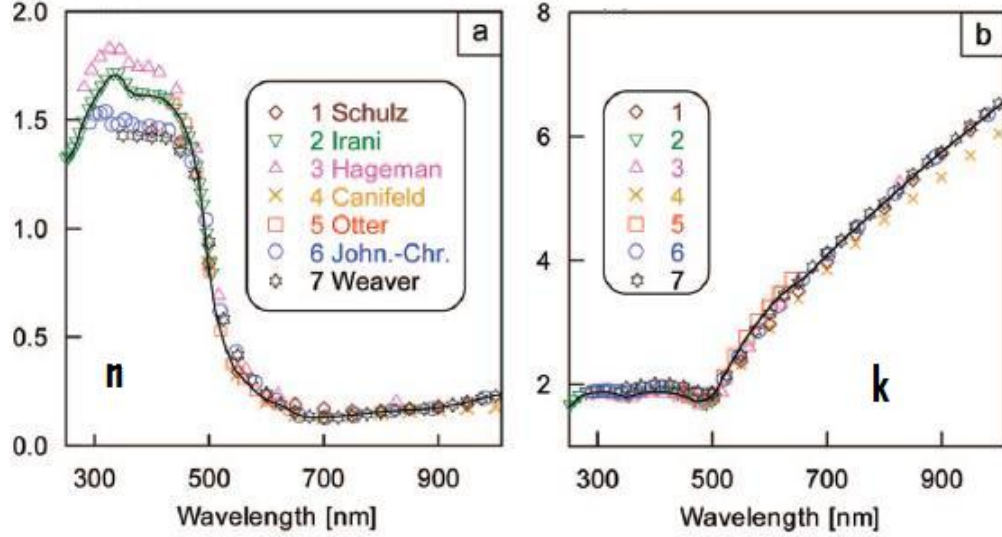 2.0
1.5
1.0
0.5
0.0
a
1 Schulz
2 Irani
3 Hageman
4 Canifeld
5 Otter
6 John.-Chr.
7 Weaver
n
300 500 700 900
Wavelength [nm]
8
6
4
2
b
1
2
3
4
5
6
7
k
300 500 700 900
Wavelength [nm]